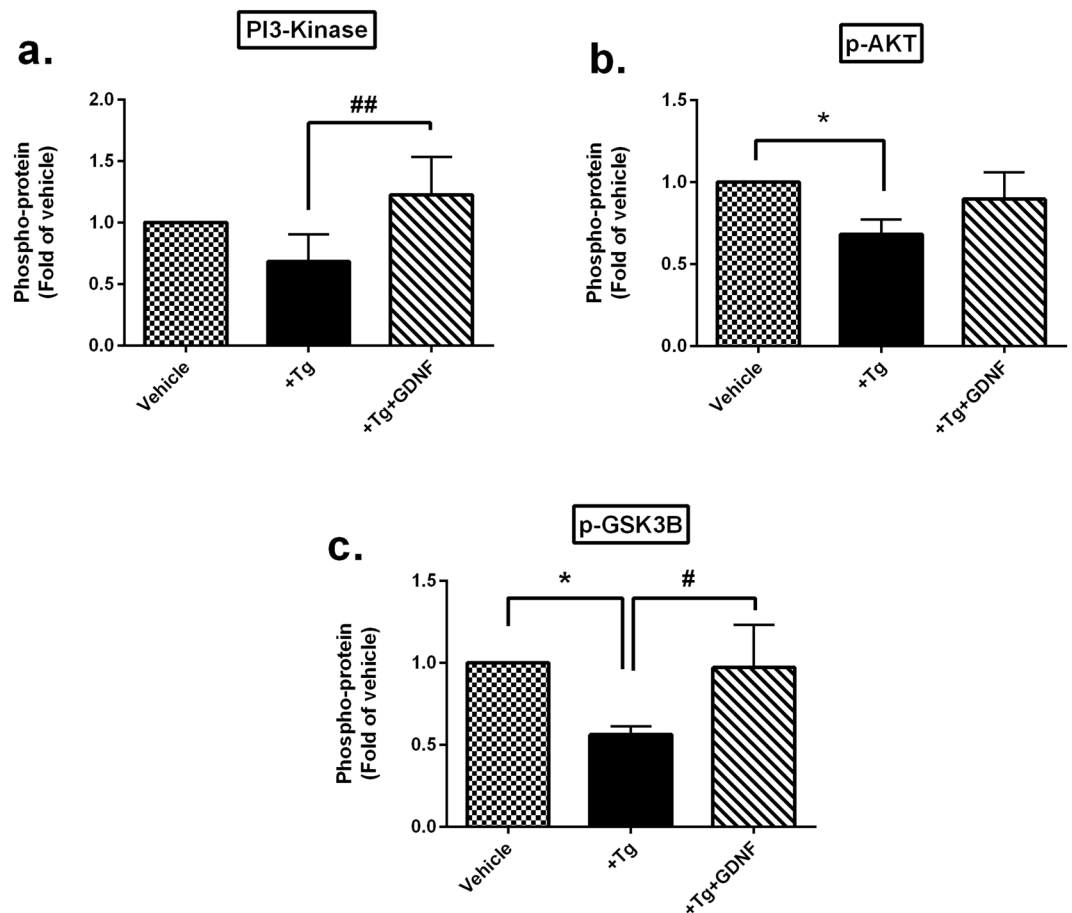 a.
PI3-Kinase
##
2.0
1.5
1.0
0.5
0.0
Phospho-protein
(Fold of vehicle)
Vehicle
+Tg
+Tg+GDNF
b.
p-AKT
*
1.5
1.0
0.5
0.0
Phospho-protein
(Fold of vehicle)
Vehicle
+Tg
+Tg+GDNF
c.
p-GSK3B
* #
1.5
1.0
0.5
0.0
Phospho-protein
(Fold of vehicle)
Vehicle
+Tg
+Tg+GDNF